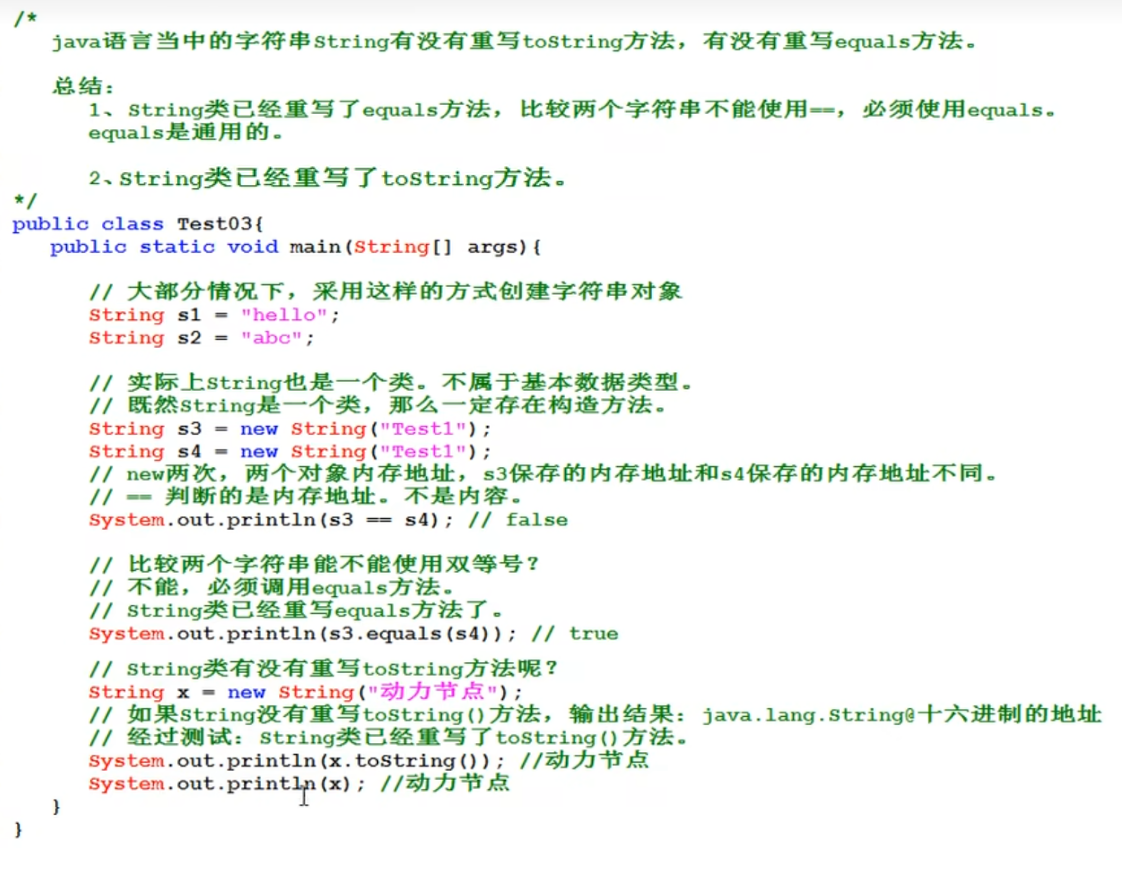 /*
java语言当中的字符串String有没有重写toString方法，有没有重写equals方法。
总结：
1、String类已经重写了equals方法，比较两个字符串不能使用==，必须使用equals。
equals是通用的。
2、String类已经重写了toString方法。
*/
public class Test03{
public static void main(String[] args){
// 大部分情况下，采用这样的方式创建字符串对象
String s1 = "hello";
String s2 = "abc";
// 实际上String也是一个类。不属于基本数据类型。
// 既然String是一个类，那么一定存在构造方法。
String s3 = new String("Test1");
String s4 = new String("Test1");
// new两次，两个对象内存地址，s3保存的内存地址和s4保存的内存地址不同。
// == 判断的是内存地址。不是内容。
System.out.println(s3 == s4); // false
// 比较两个字符串能不能使用双等号？
// 不能，必须调用equals方法。
// String类已经重写equals方法了。
System.out.println(s3.equals(s4)); // true
// String类有没有重写toString方法呢？
String x = new String("动力节点");
// 如果String没有重写toString()方法，输出结果：java.lang.String@十六进制的地址
// 经过测试：String类已经重写了toString()方法。
System.out.println(x.toString()); //动力节点
System.out.println(x); //动力节点
}
}